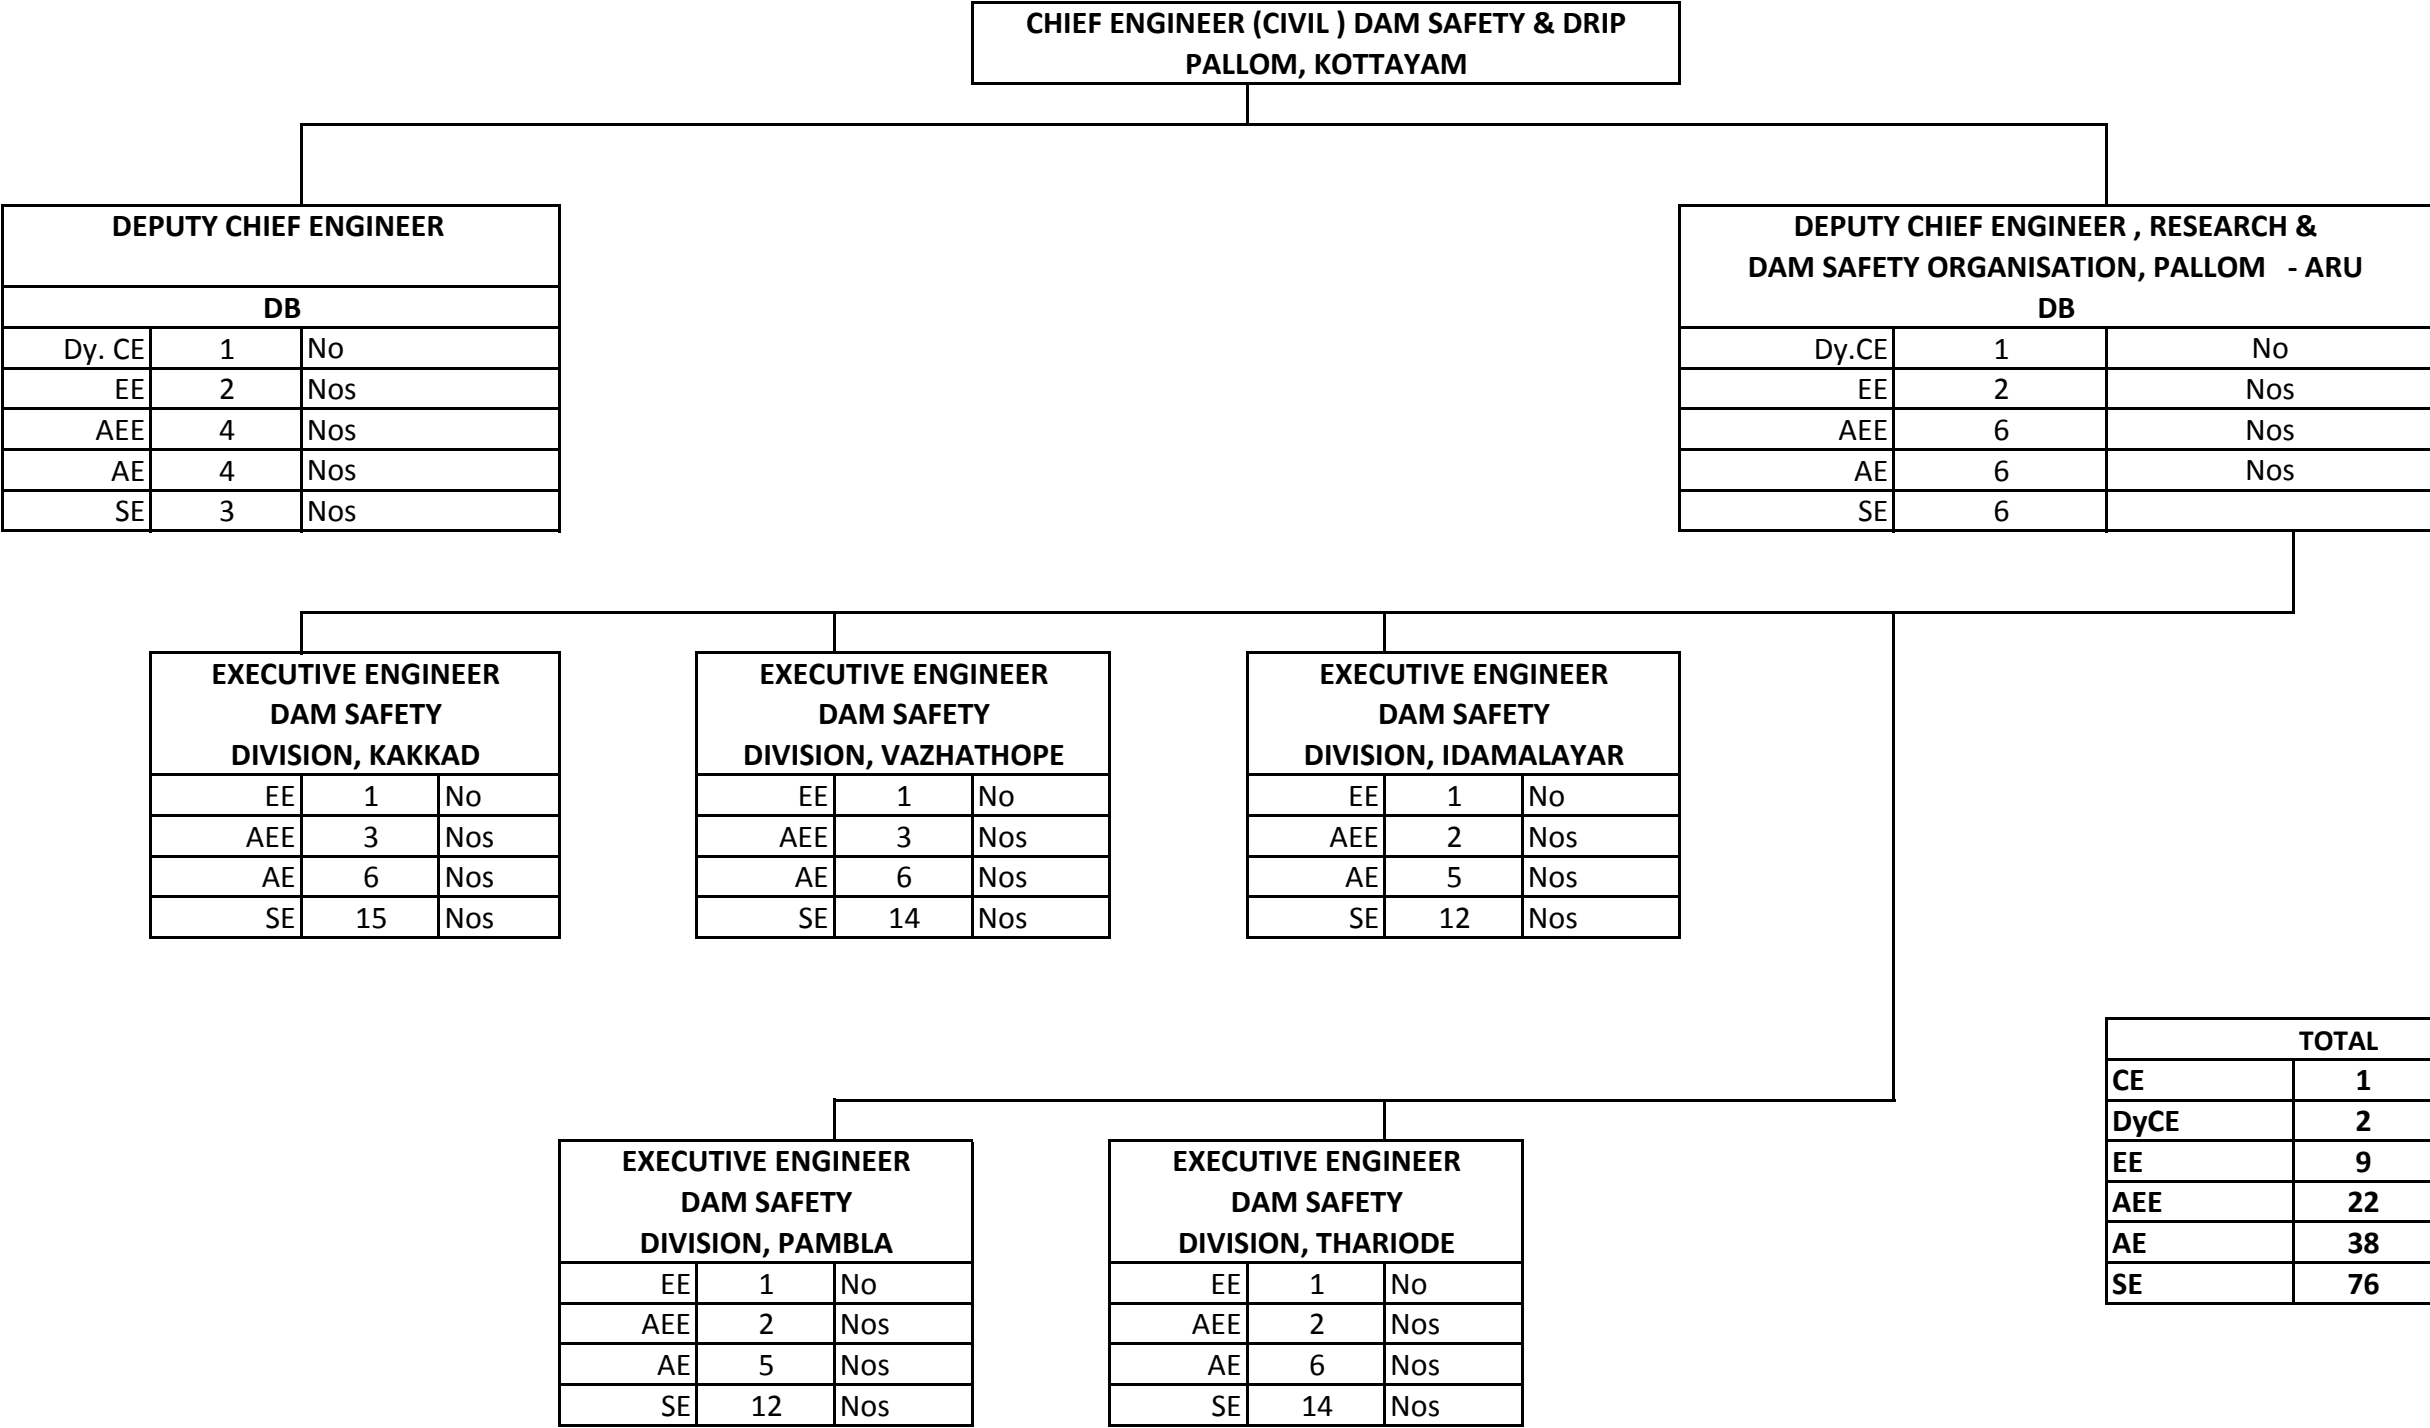 CHIEF ENGINEER (CIVIL ) DAM SAFETY & DRIP
PALLOM, KOTTAYAM
DEPUTY CHIEF ENGINEER
DB
Dy. CE 1 No
EE 2 Nos
AEE 4 Nos
AE 4 Nos
SE 3 Nos
DEPUTY CHIEF ENGINEER , RESEARCH &
DAM SAFETY ORGANISATION, PALLOM - ARU
DB
Dy.CE 1 No
EE 2 Nos
AEE 6 Nos
AE 6 Nos
SE 6
EXECUTIVE ENGINEER
DAM SAFETY
DIVISION, KAKKAD
EE 1 No
AEE 3 Nos
AE 6 Nos
SE 15 Nos
EXECUTIVE ENGINEER
DAM SAFETY
DIVISION, VAZHATHOPE
EE 1 No
AEE 3 Nos
AE 6 Nos
SE 14 Nos
EXECUTIVE ENGINEER
DAM SAFETY
DIVISION, IDAMALAYAR
EE 1 No
AEE 2 Nos
AE 5 Nos
SE 12 Nos
EXECUTIVE ENGINEER
DAM SAFETY
DIVISION, PAMBLA
EE 1 No
AEE 2 Nos
AE 5 Nos
SE 12 Nos
EXECUTIVE ENGINEER
DAM SAFETY
DIVISION, THARIODE
EE 1 No
AEE 2 Nos
AE 6 Nos
SE 14 Nos
TOTAL
CE 1
DyCE 2
EE 9
AEE 22
AE 38
SE 76